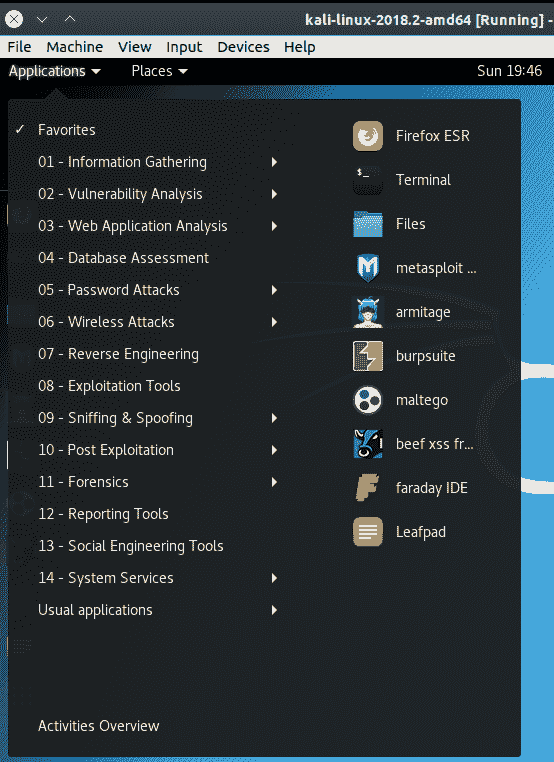 kali-linux-2018.2-amd64 [Running] -
File Machine View Input Devices Help
Applications Places Sun 19:46
✓ Favorites
01 - Information Gathering
02 - Vulnerability Analysis
03 - Web Application Analysis
04 - Database Assessment
05 - Password Attacks
06 - Wireless Attacks
07 - Reverse Engineering
08 - Exploitation Tools
09 - Sniffing & Spoofing
10 - Post Exploitation
11 - Forensics
12 - Reporting Tools
13 - Social Engineering Tools
14 - System Services
Usual applications
Activities Overview
Firefox ESR
Terminal
Files
metasploit ...
armitage
burpsuite
maltego
beef xss fr...
faraday IDE
Leafpad